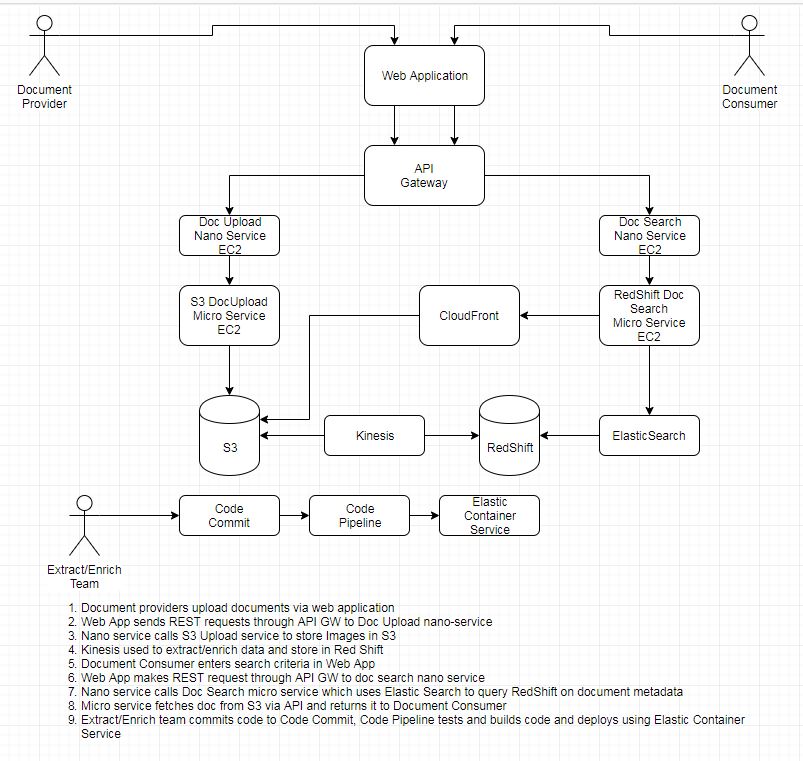 Document
Provider
Document
Consumer
Web Application
API
Gateway
Doc Upload
Nano Service
EC2
Doc Search
Nano Service
EC2
S3 DocUpload
Micro Service
EC2
CloudFront
RedShift Doc
Search
Micro Service
EC2
S3
Kinesis
RedShift
ElasticSearch
Extract/Enrich
Team
Code
Commit
Code
Pipeline
Elastic
Container
Service
1. Document providers upload documents via web application
2. Web App sends REST requests through API GW to Doc Upload nano-service
3. Nano service calls S3 Upload service to store Images in S3
4. Kinesis used to extract/enrich data and store in Red Shift
5. Document Consumer enters search criteria in Web App
6. Web App makes REST request through API GW to doc search nano service
7. Nano service calls Doc Search micro service which uses Elastic Search to query RedShift on document metadata
8. Micro service fetches doc from S3 via API and returns it to Document Consumer
9. Extract/Enrich team commits code to Code Commit, Code Pipeline tests and builds code and deploys using Elastic Container
Service